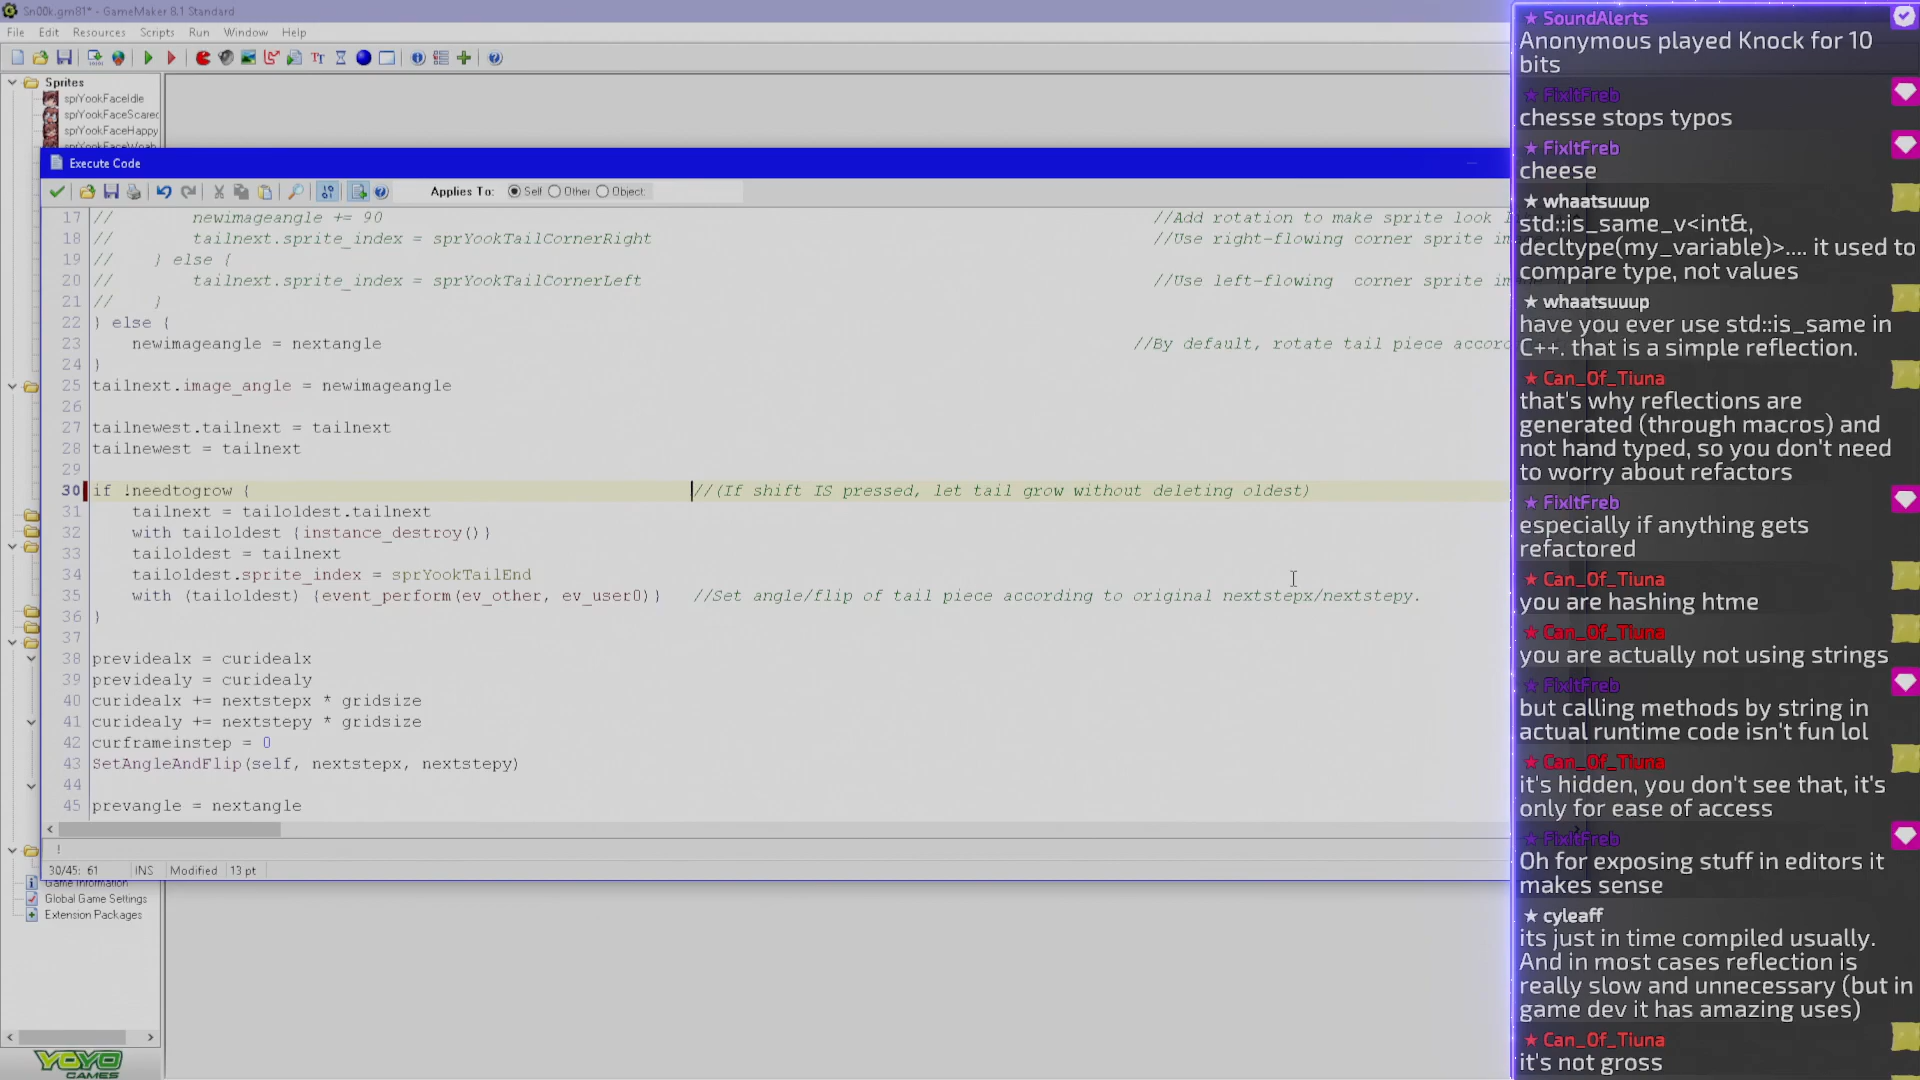 Sn00k.gm81* - GameMaker 8.1 Standard
File Edit Resources Scripts Run Window Help
Sprites
sprYookFaceIdle
sprYookFaceScared
sprYookFaceHappy
Execute Code
Applies To: Self Other Object:
17 // newimageangle += 90 //Add rotation to make sprite look
18 // tailnext.sprite_index = sprYookTailCornerRight //Use right-flowing corner sprite
19 // } else {
20 // tailnext.sprite_index = sprYookTailCornerLeft //Use left-flowing corner sprite
21 // }
22 } else {
23 newimageangle = nextangle //By default, rotate tail piece
24 }
25 tailnext.image_angle = newimageangle
26
27 tailnewest.tailnext = tailnext
28 tailnewest = tailnext
29
30 if !needtogrow { //(If shift IS pressed, let tail grow without deleting oldest)
31 tailnext = tailoldest.tailnext
32 with tailoldest {instance_destroy()}
33 tailoldest = tailnext
34 tailoldest.sprite_index = sprYookTailEnd
35 with (tailoldest) {event_perform(ev_other, ev_user0)} //Set angle/flip of tail piece according to original nextstepx/nextstepy.
36 }
37
38 previdealx = curidealx
39 previdealy = curidealy
40 curidealx += nextstepx * gridsize
41 curidealy += nextstepy * gridsize
42 curframeinstep = 0
43 SetAngleAndFlip(self, nextstepx, nextstepy)
44
45 prevangle = nextangle
!
30/45: 61 INS Modified 13 pt
Game Information
Global Game Settings
Extension Packages
YOYO
GAMES
SoundAlerts
Anonymous played Knock for 10
bits
FixItFreb
chesse stops typos
FixItFreb
cheese
whaatsuuup
std::is_same_v<int&,
decltype(my_variable)>.... it used to
compare type, not values
whaatsuuup
have you ever use std::is_same in
C++. that is a simple reflection.
Can_Of_Tiuna
that's why reflections are
generated (through macros) and
not hand typed, so you don't need
to worry about refactors
FixItFreb
especially if anything gets
refactored
Can_Of_Tiuna
you are hashing htme
Can_Of_Tiuna
you are actually not using strings
FixItFreb
but calling methods by string in
actual runtime code isn't fun lol
Can_Of_Tiuna
it's hidden, you don't see that, it's
only for ease of access
FixItFreb
Oh for exposing stuff in editors it
makes sense
cyleaff
its just in time compiled usually.
And in most cases reflection is
really slow and unnecessary (but in
game dev it has amazing uses)
Can_Of_Tiuna
it's not gross